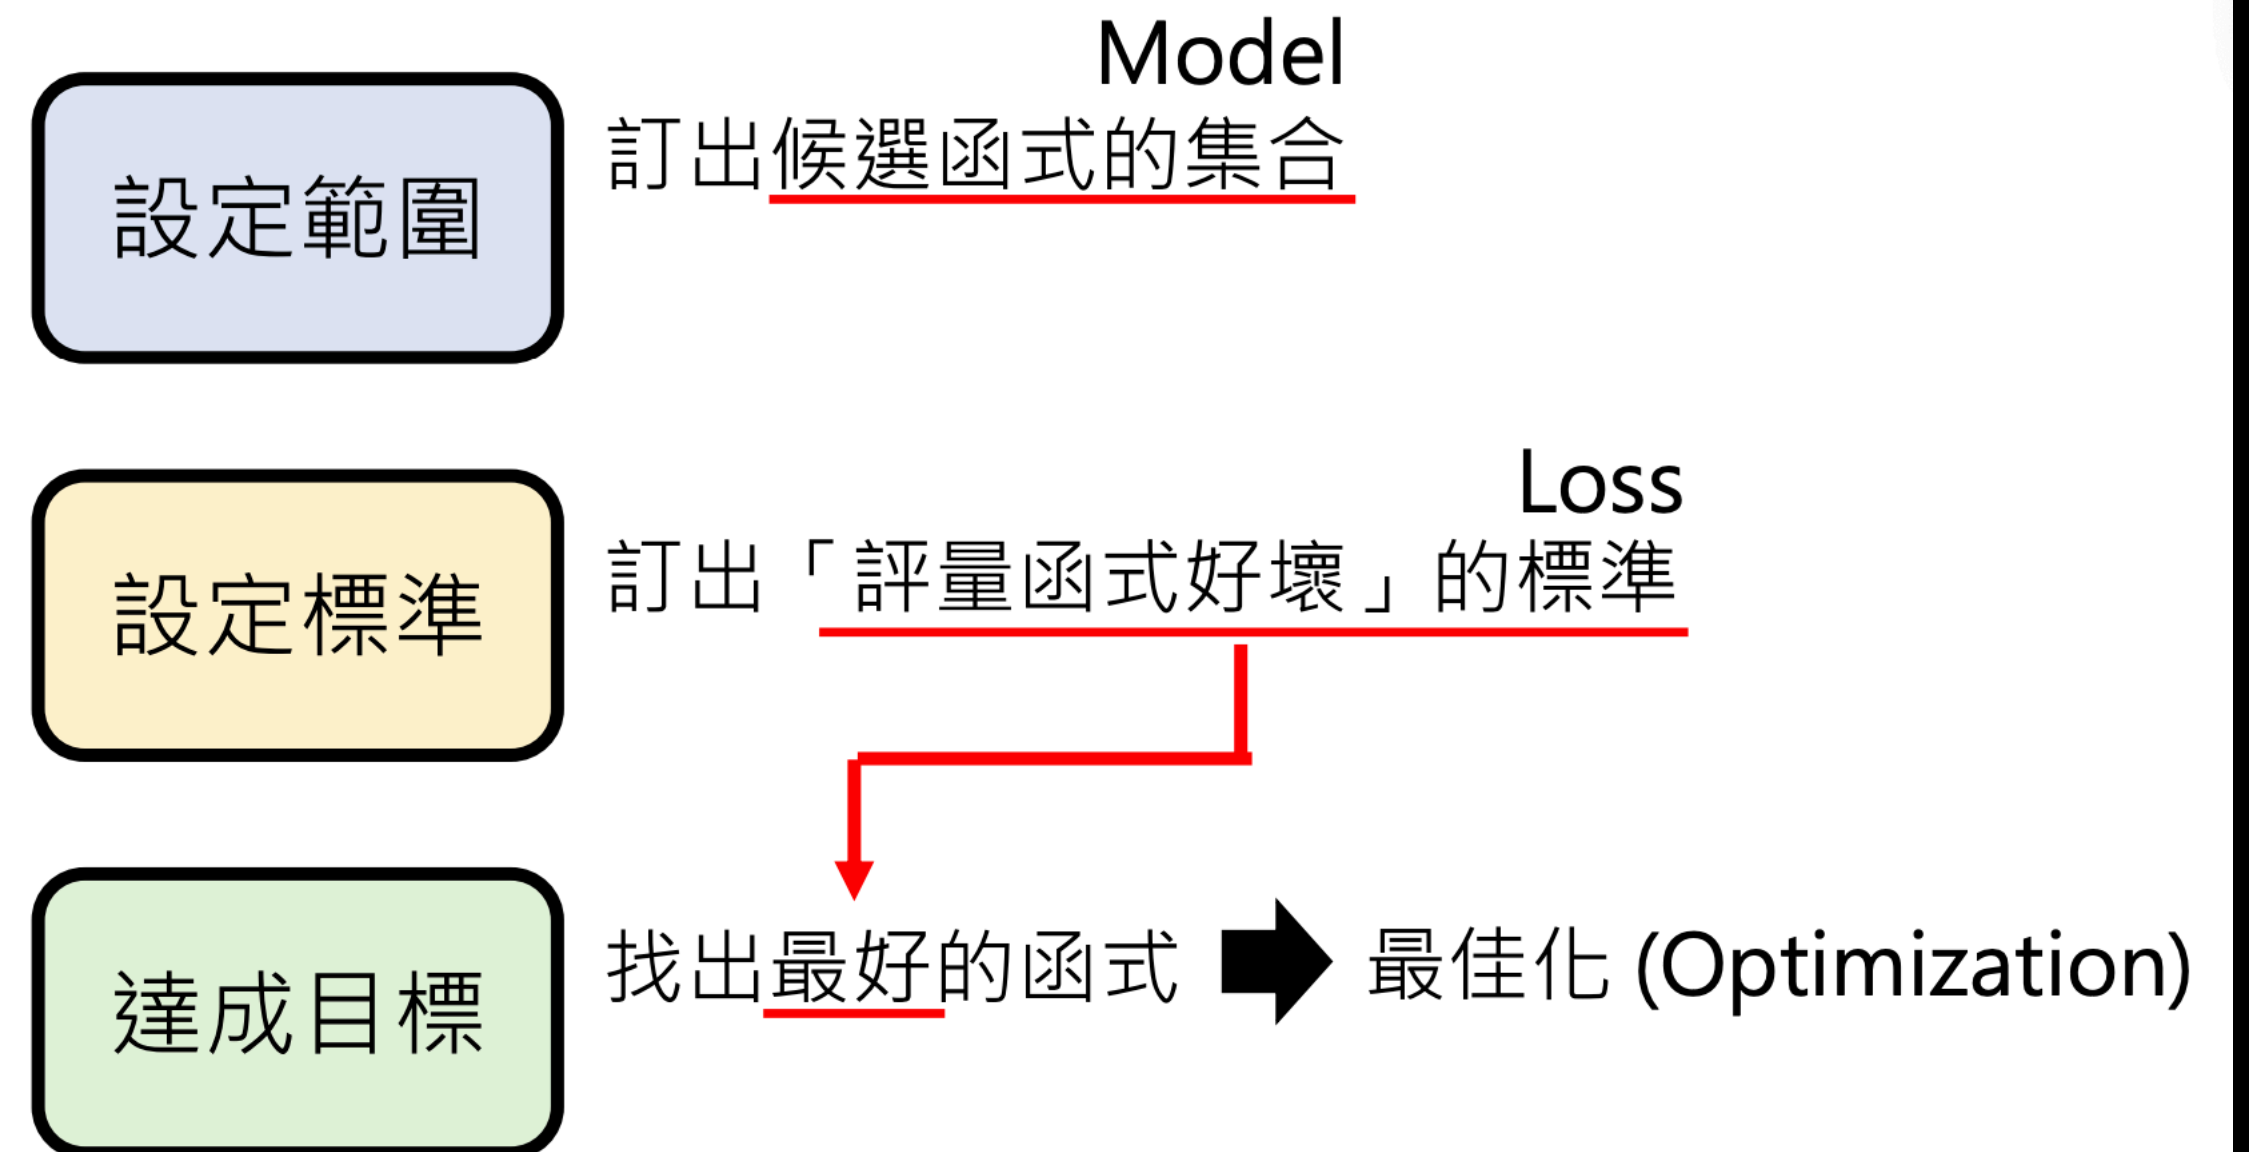 Model
設定範圍
訂出候選函式的集合
Loss
設定標準
訂出「評量函式好壞」的標準
達成目標
找出最好的函式
最佳化 (Optimization)